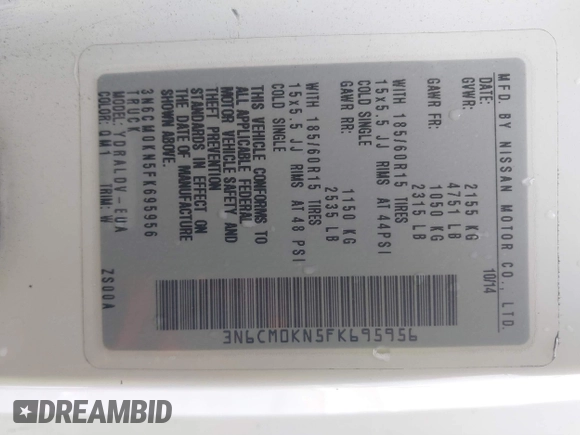 MFD. BY NISSAN MOTOR CO., LTD.
10/14
GVWR: 2155 KG
4751 LB
GAWR FR: 1050 KG
2315 LB
WITH 185/60R15 TIRES
15x5.5 JJ RIMS AT 44PSI
COLD SINGLE
GAWR RR: 1150 KG
2535 LB
WITH 185/60R15 TIRES
15x5.5 JJ RIMS AT 48 PSI
COLD SINGLE
THIS VEHICLE CONFORMS TO
ALL APPLICABLE FEDERAL
MOTOR VEHICLE SAFETY AND
THEFT PREVENTION
STANDARDS IN EFFECT ON
THE DATE OF MANUFACTURE
SHOWN ABOVE.
3N6CM0KN5FK695956
TRUCK
MODEL: YDRALDV-EUA
COLOR: QM1 TRIM: W
ZS00A
3N6CM0KN5FK695956
DREAMBID